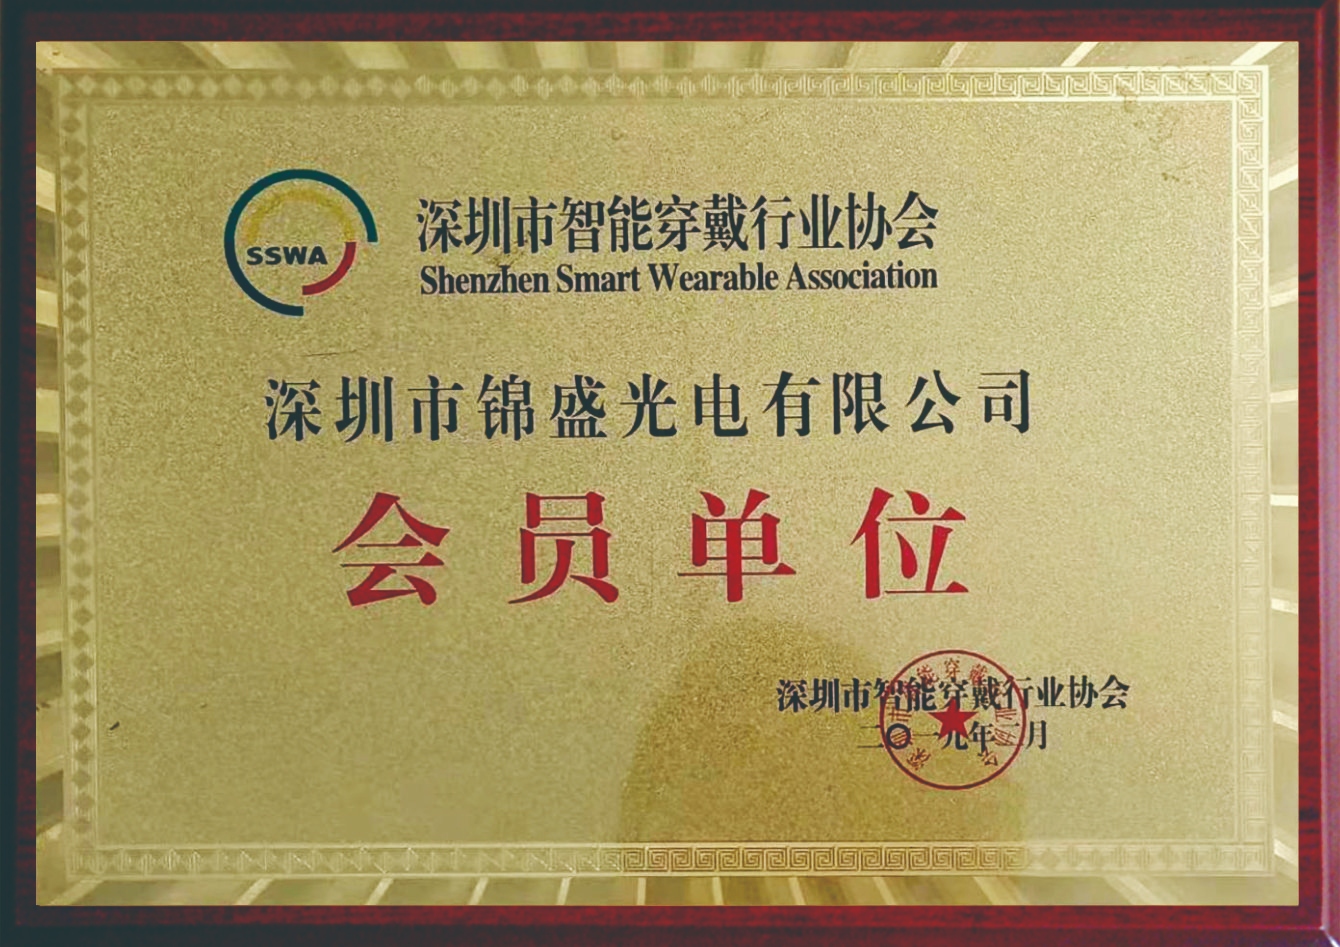 SSWA
深圳市智能穿戴行业协会
Shenzhen Smart Wearable Association
深圳市锦盛光电有限公司
会员单位
深圳市智能穿戴行业协会
二〇一九年二月